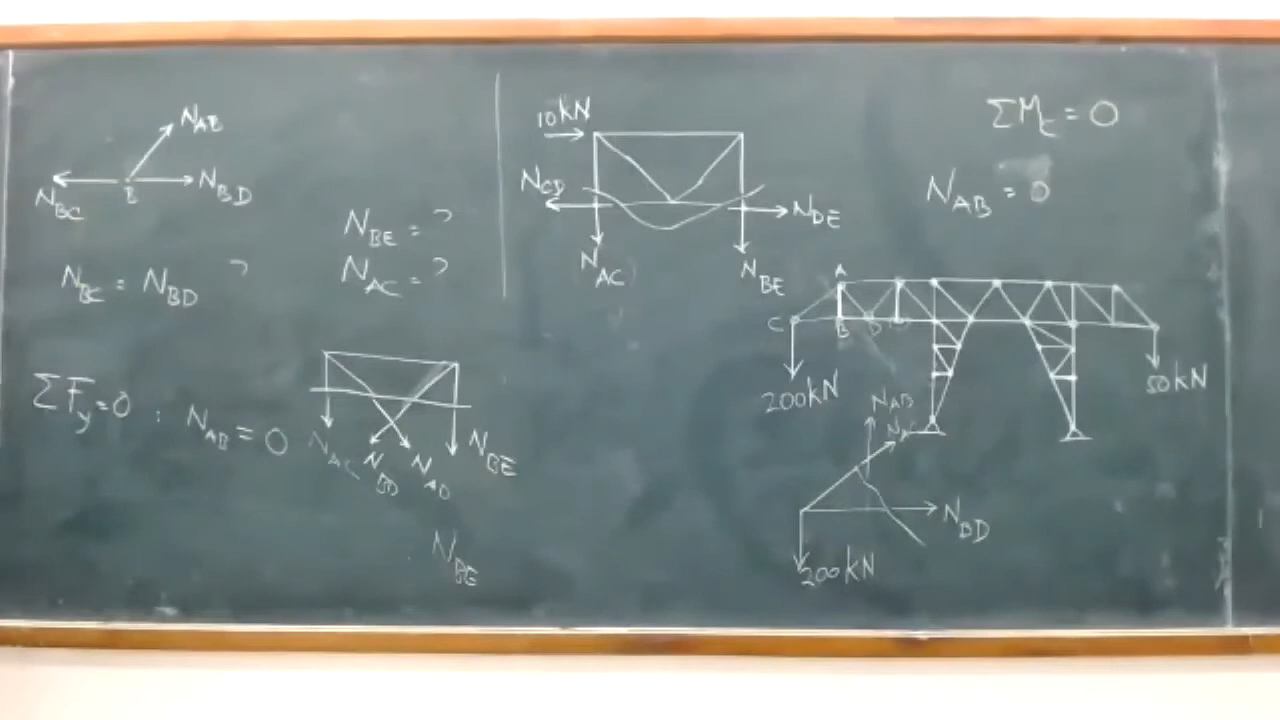 N_AB
N_BC B N_BD
N_BE = ?
N_BC = N_BD ?
N_AC = ?
ΣF_y=0 : N_AB = 0
N_AC N_BD N_AD N_BE
N_BE
10kN
N_CD N_DE
N_AC N_BE
ΣM_C = 0
N_AB = 0
A
C B D
200kN 50kN
N_AB
N_BD
200kN